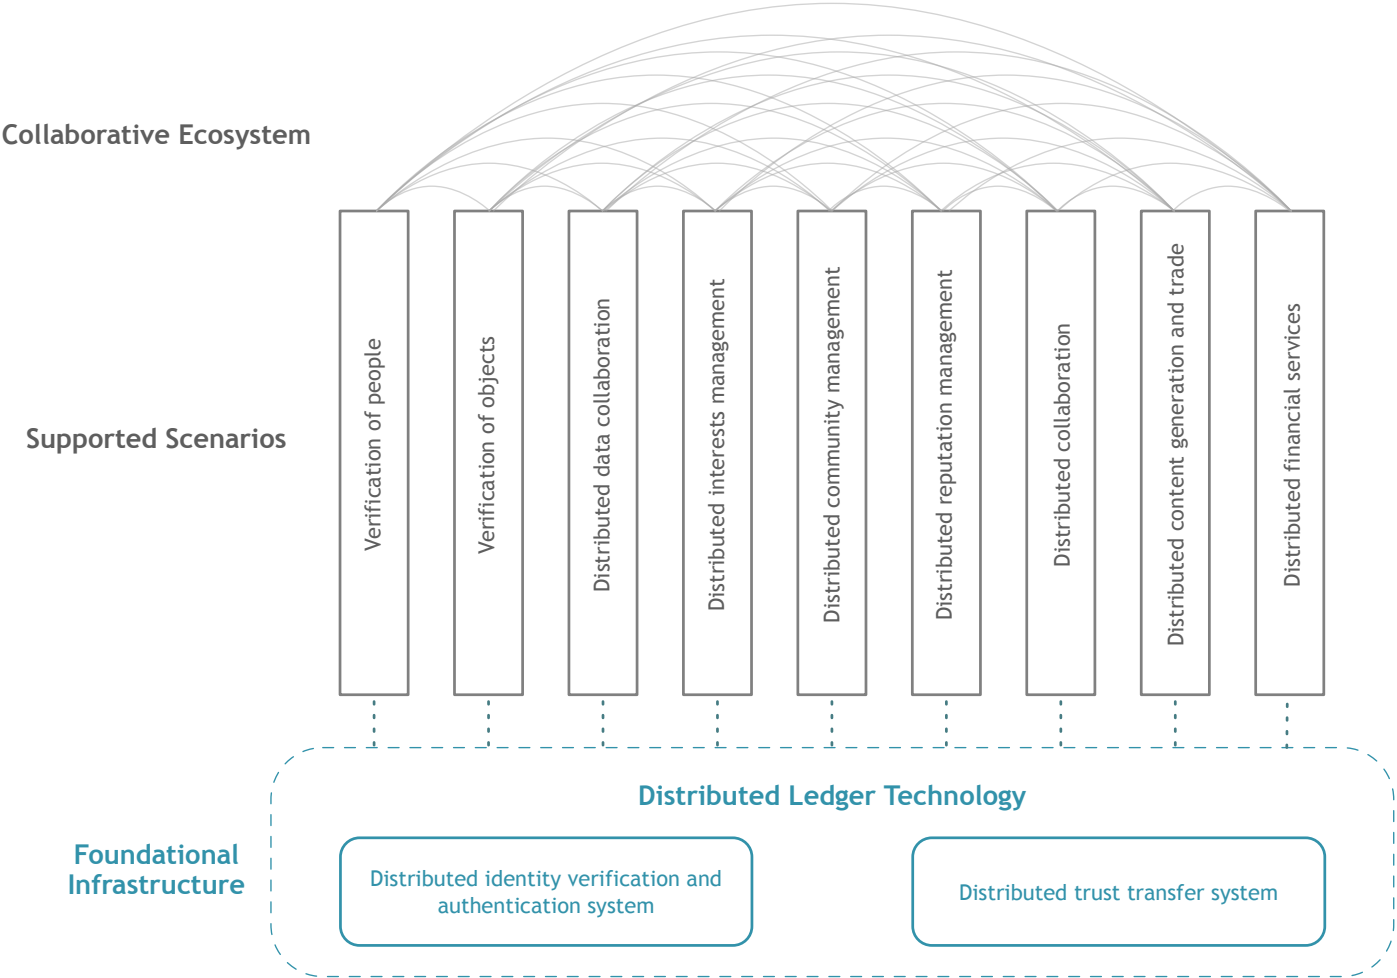 Collaborative Ecosystem
Supported Scenarios
Verification of people
Verification of objects
Distributed data collaboration
Distributed interests management
Distributed community management
Distributed reputation management
Distributed collaboration
Distributed content generation and trade
Distributed financial services
Distributed Ledger Technology
Foundational
Infrastructure
Distributed identity verification and
authentication system
Distributed trust transfer system